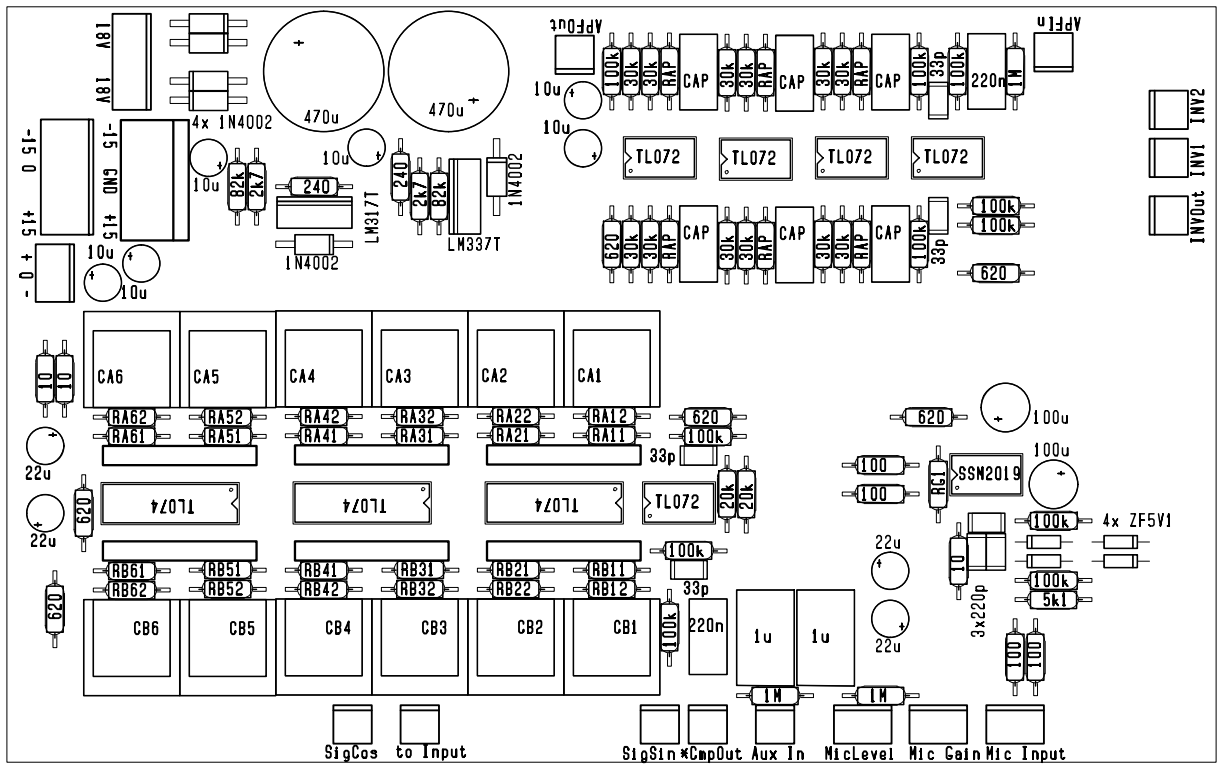 18V
18V
4x 1N4002
470u
470u
APFOut
APFIn
10u
10u
100k
30k
30k
RAP
CAP
30k
30k
RAP
CAP
30k
30k
RAP
CAP
100k
33p
100k
220n
1M
INV2
INV1
INVOut
-15 0 +15
-15 GND +15
10u
82k
2k7
240
LM317T
1N4002
10u
240
2k7
82k
LM337T
1N4002
TL072
TL072
TL072
TL072
620
30k
30k
RAP
CAP
30k
30k
RAP
CAP
30k
30k
RAP
CAP
100k
33p
100k
100k
620
- 0 +
10u
10u
CA6
CA5
CA4
CA3
CA2
CA1
10
10
RA62
RA52
RA42
RA32
RA22
RA12
620
RA61
RA51
RA41
RA31
RA21
RA11
100k
33p
22u
22u
620
TL074
TL074
TL074
TL072
20k
20k
620
100u
100u
100
100
RG1
SSM2019
100k
4x ZF5V1
10
100k
5k1
3x220p
100
100
22u
22u
RB61
RB51
RB41
RB31
RB21
RB11
100k
RB62
RB52
RB42
RB32
RB22
RB12
33p
620
CB6
CB5
CB4
CB3
CB2
CB1
100k
220n
1u
1u
1M
1M
SigCos
to Input
SigSin
*CmpOut
Aux In
MicLevel
Mic Gain
Mic Input